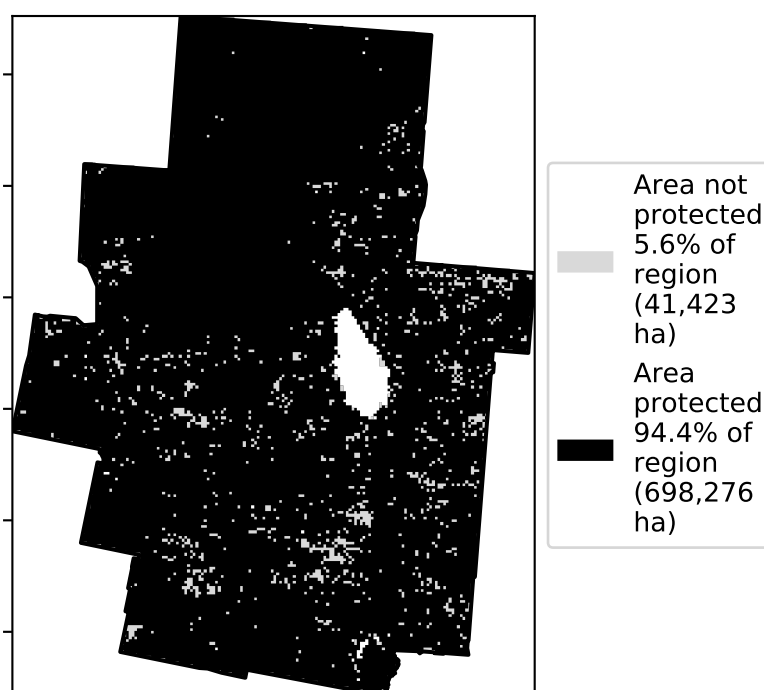 Area not
protected
5.6% of
region
(41,423
ha)
Area
protected
94.4% of
region
(698,276
ha)